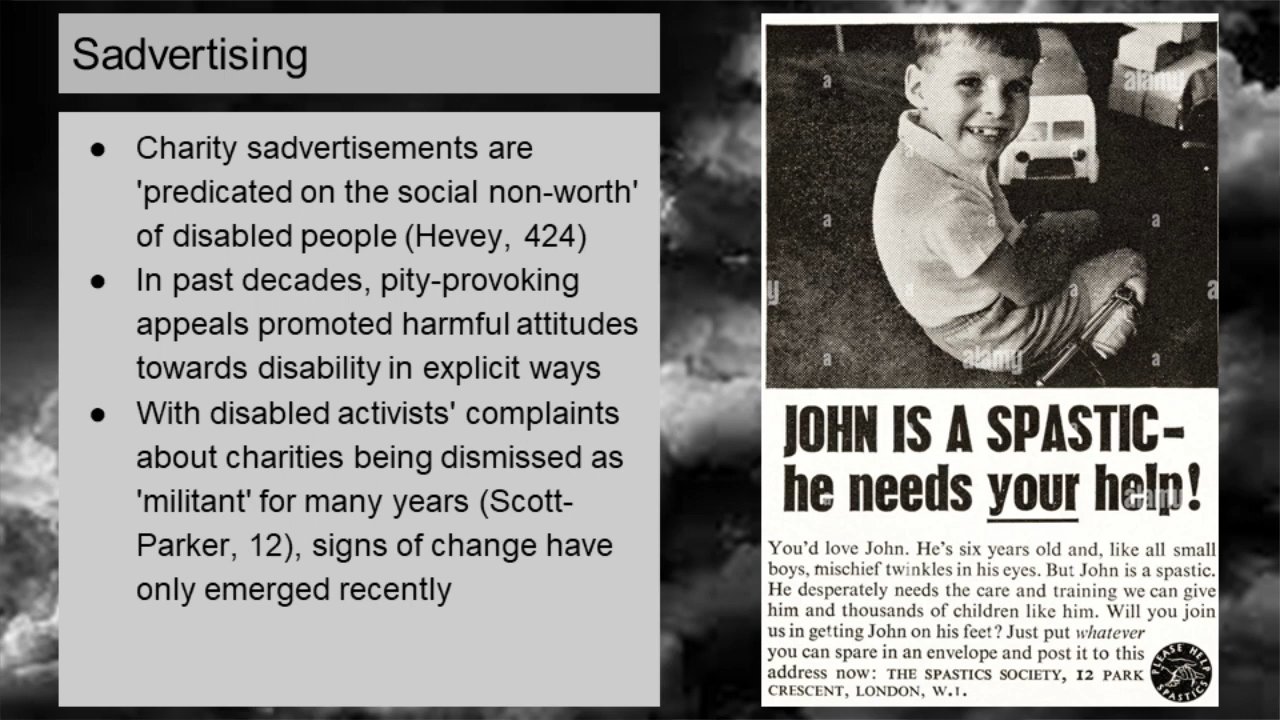 Sadvertising
● Charity sadvertisements are
'predicated on the social non-worth'
of disabled people (Hevey, 424)
● In past decades, pity-provoking
appeals promoted harmful attitudes
towards disability in explicit ways
● With disabled activists' complaints
about charities being dismissed as
'militant' for many years (Scott-
Parker, 12), signs of change have
only emerged recently
a
alamy
a
a
a
a
a
a
a
a
alamy
a
JOHN IS A SPASTIC–
he needs your help!
alamy
You'd love John. He's six years old and, like all small
boys, mischief twinkles in his eyes. But John is a spastic.
He desperately needs the care and training we can give
him and thousands of children like him. Will you join
us in getting John on his feet? Just put whatever
you can spare in an envelope and post it to this
address now: THE SPASTICS SOCIETY, 12 PARK
CRESCENT, LONDON, W.1.
PLEASE HELP
SPASTICS